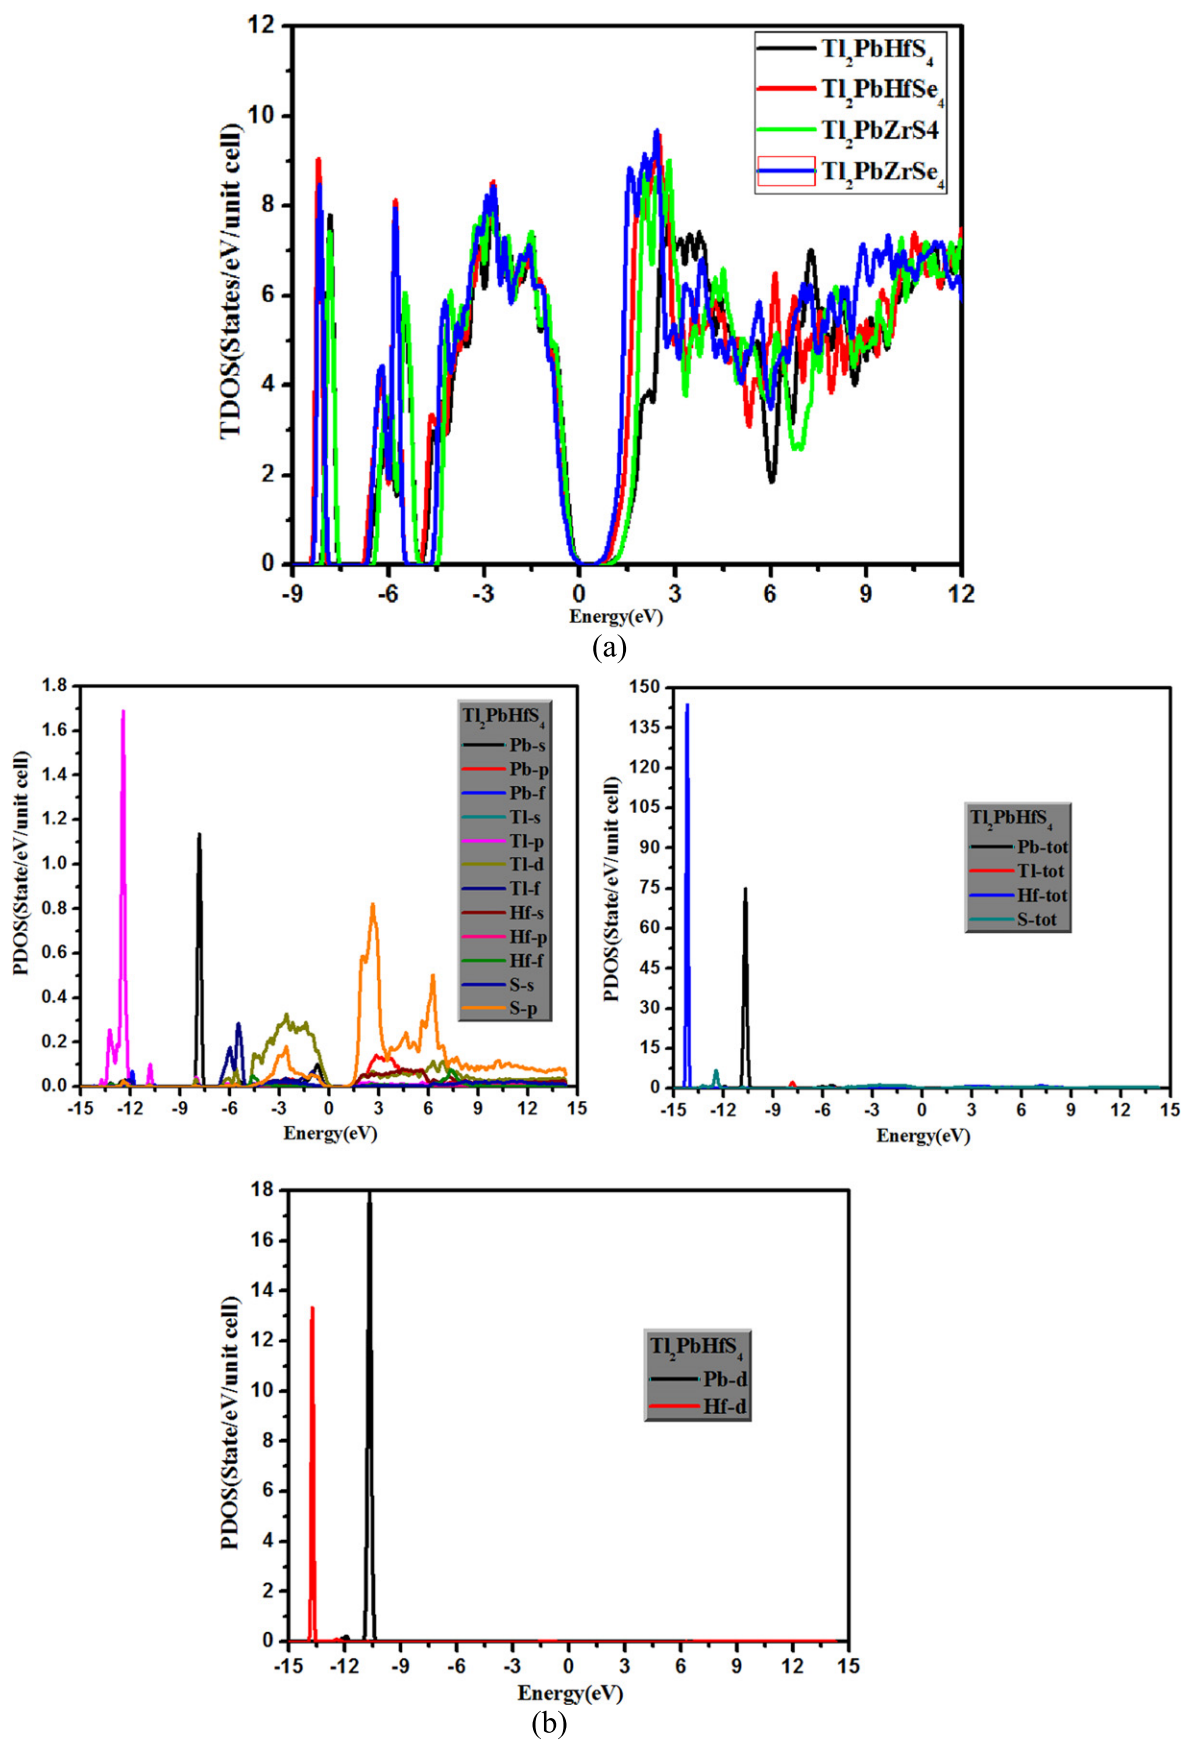 TDOS(States/eV/unit cell)
12
10
8
6
4
2
0
Tl2PbHfS4
Tl2PbHfSe4
Tl2PbZrS4
Tl2PbZrSe4
-9 -6 -3 0 3 6 9 12
Energy(eV)
(a)
PDOS(State/eV/unit cell)
1.8
1.6
1.4
1.2
1.0
0.8
0.6
0.4
0.2
0.0
Tl2PbHfS4
Pb-s
Pb-p
Pb-f
Tl-s
Tl-p
Tl-d
Tl-f
Hf-s
Hf-p
Hf-f
S-s
S-p
-15 -12 -9 -6 -3 0 3 6 9 12 15
Energy(eV)
PDOS(State/eV/unit cell)
150
135
120
105
90
75
60
45
30
15
0
Tl2PbHfS4
Pb-tot
Tl-tot
Hf-tot
S-tot
-15 -12 -9 -6 -3 0 3 6 9 12 15
Energy(eV)
PDOS(State/eV/unit cell)
18
16
14
12
10
8
6
4
2
0
Tl2PbHfS4
Pb-d
Hf-d
-15 -12 -9 -6 -3 0 3 6 9 12 15
Energy(eV)
(b)